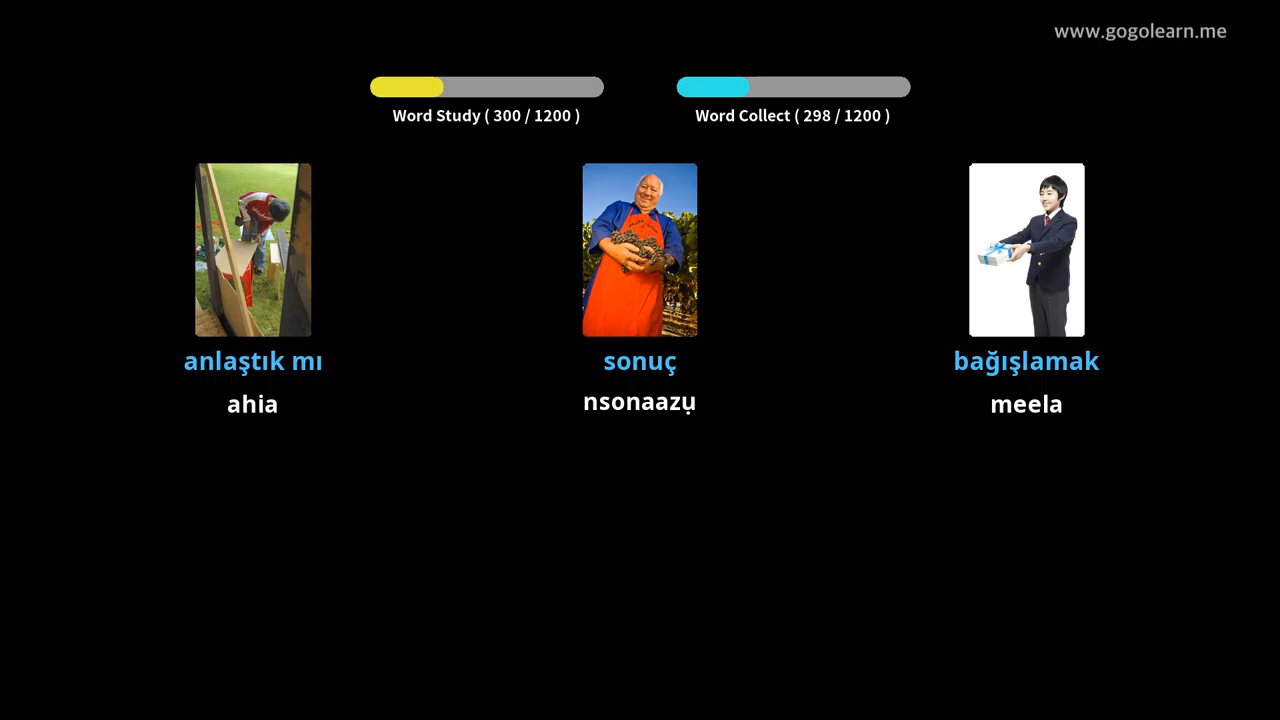 www.gogolearn.me
Word Study ( 300 / 1200 )
Word Collect ( 298 / 1200 )
anlaştık mı
sonuç
bağışlamak
ahia
nsonaazụ
meela